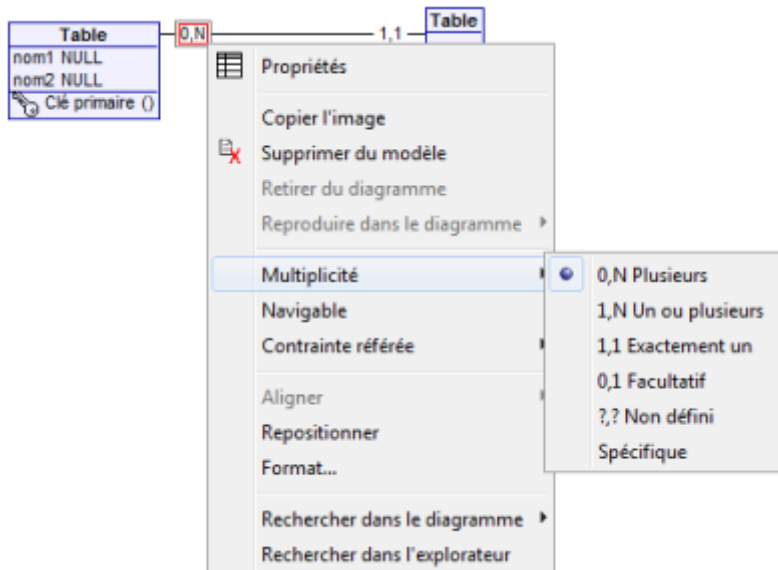 Table
nom1 NULL
nom2 NULL
Clé primaire ()
0,N
1,1
Table
Propriétés
Copier l'image
Supprimer du modèle
Retirer du diagramme
Reproduire dans le diagramme
Multiplicité
Navigable
Contrainte référée
Aligner
Repositionner
Format...
Rechercher dans le diagramme
Rechercher dans l'explorateur
0,N Plusieurs
1,N Un ou plusieurs
1,1 Exactement un
0,1 Facultatif
?,? Non défini
Spécifique